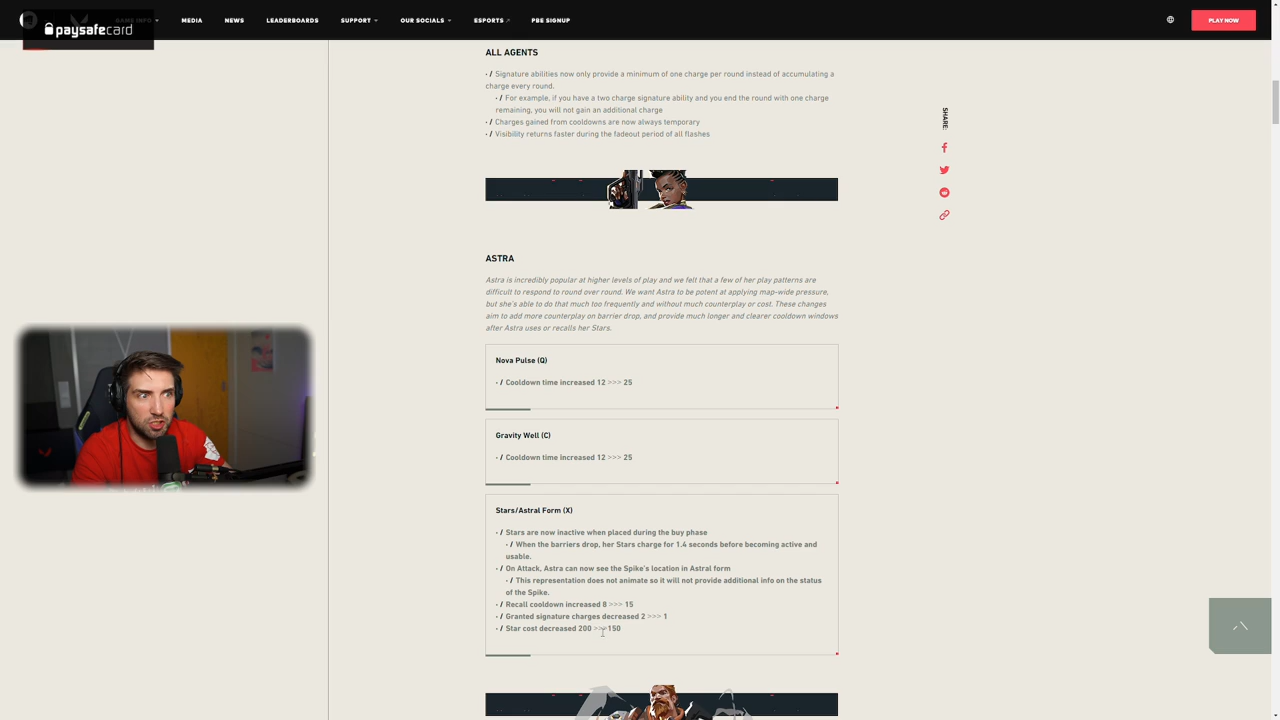 GAME INFO
MEDIA
NEWS
LEADERBOARDS
SUPPORT
OUR SOCIALS
ESPORTS
PBE SIGNUP
PLAY NOW
paysafecard
ALL AGENTS
Signature abilities now only provide a minimum of one charge per round instead of accumulating a
charge every round.
For example, if you have a two charge signature ability and you end the round with one charge
remaining, you will not gain an additional charge
Charges gained from cooldowns are now always temporary
Visibility returns faster during the fadeout period of all flashes
SHARE:
ASTRA
Astra is incredibly popular at higher levels of play and we felt that a few of her play patterns are
difficult to respond to round over round. We want Astra to be potent at applying map-wide pressure,
but she's able to do that much too frequently and without much counterplay or cost. These changes
aim to add more counterplay on barrier drop, and provide much longer and clearer cooldown windows
after Astra uses or recalls her Stars.
Nova Pulse (Q)
Cooldown time increased 12 >>> 25
Gravity Well (C)
Cooldown time increased 12 >>> 25
Stars/Astral Form (X)
Stars are now inactive when placed during the buy phase
When the barriers drop, her Stars charge for 1.4 seconds before becoming active and
usable.
On Attack, Astra can now see the Spike's location in Astral form
This representation does not animate so it will not provide additional info on the status
of the Spike.
Recall cooldown increased 8 >>> 15
Granted signature charges decreased 2 >>> 1
Star cost decreased 200 >>>150